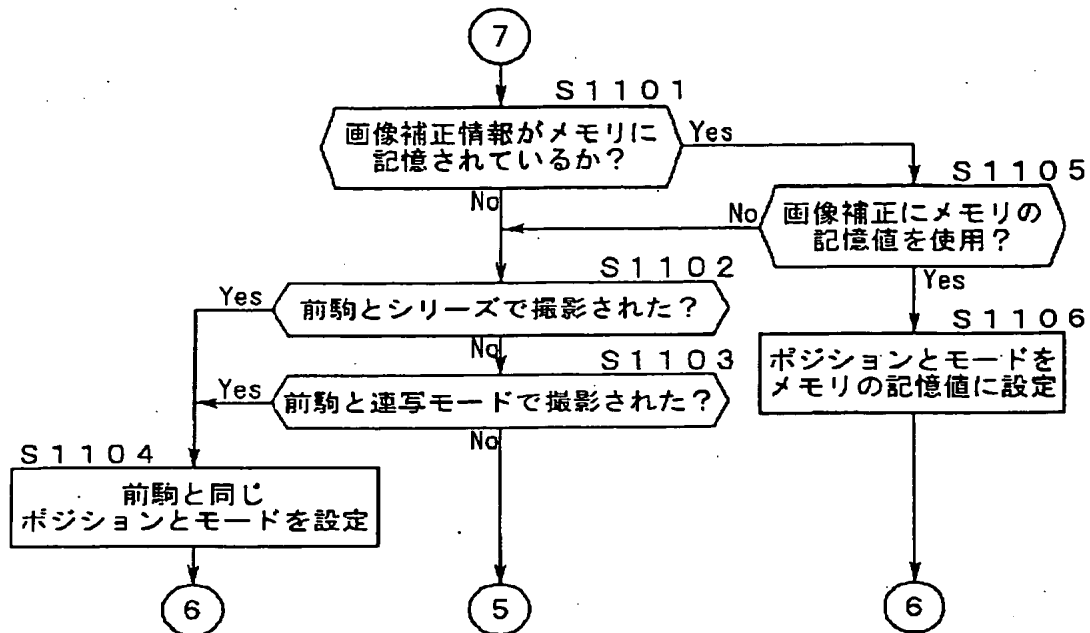 7
S1101
画像補正情報がメモリに
記憶されているか？
Yes
No
S1105
画像補正にメモリの
記憶値を使用？
No
Yes
S1102
前駒とシリーズで撮影された？
Yes
No
S1106
ポジションとモードを
メモリの記憶値に設定
S1103
前駒と連写モードで撮影された？
Yes
No
S1104
前駒と同じ
ポジションとモードを設定
6
5
6